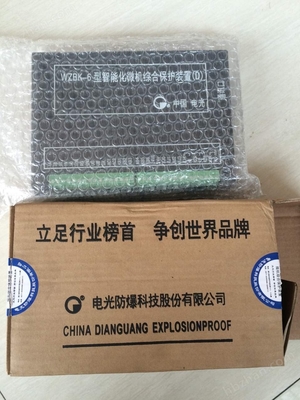 WZBK-6型智能化微机综合保护装置(D)
中国 电光
立足行业榜首 争创世界品牌
电光防爆科技股份有限公司
CHINA DIANGUANG EXPLOSIONPROOF